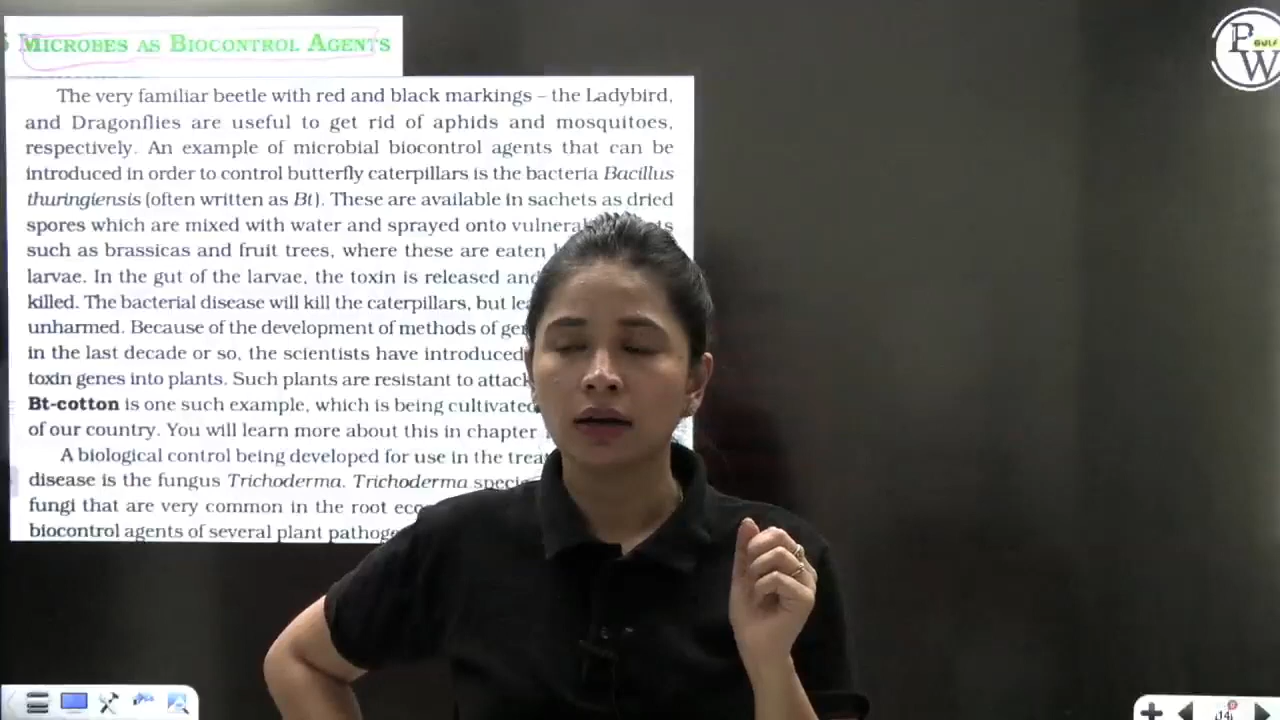 MICROBES AS BIOCONTROL AGENTS
The very familiar beetle with red and black markings – the Ladybird,
and Dragonflies are useful to get rid of aphids and mosquitoes,
respectively. An example of microbial biocontrol agents that can be
introduced in order to control butterfly caterpillars is the bacteria Bacillus
thuringiensis (often written as Bt). These are available in sachets as dried
spores which are mixed with water and sprayed onto
such as brassicas and fruit trees, where these are eaten
larvae. In the gut of the larvae, the toxin is released
killed. The bacterial disease will kill the caterpillars, but
unharmed. Because of the development of methods of
in the last decade or so, the scientists have introduced
toxin genes into plants. Such plants are resistant to attack
Bt-cotton is one such example, which is being cultivated
of our country. You will learn more about this in chapter
A biological control being developed for use in the
disease is the fungus Trichoderma. Trichoderma
fungi that are very common in the root
biocontrol agents of several plant
PW
GULF